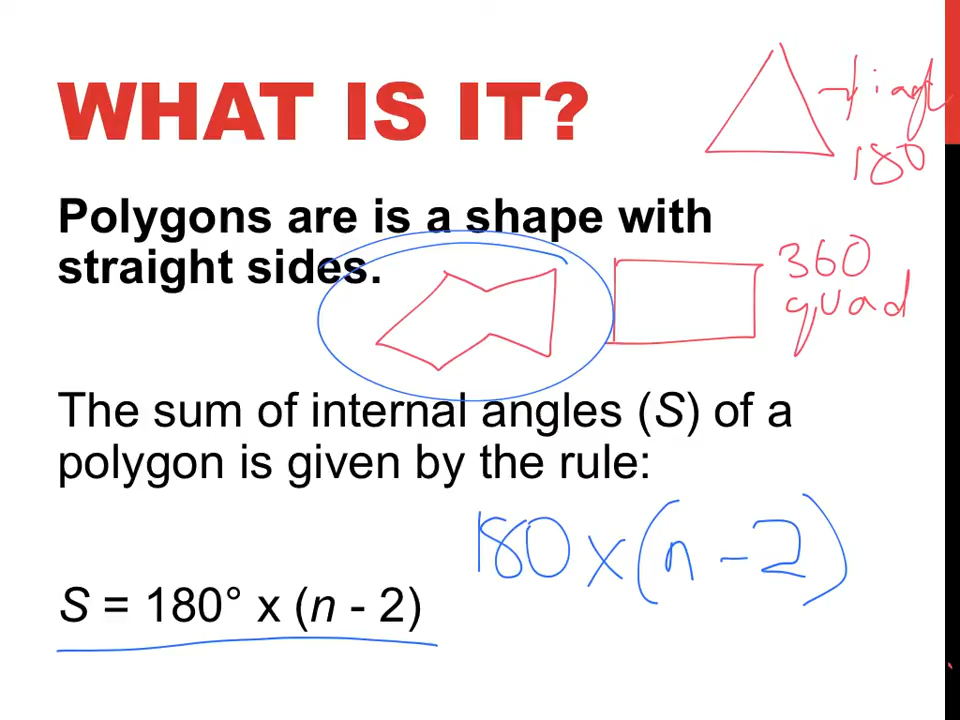 WHAT IS IT?
180
Polygons are is a shape with
straight sides.
360
quad
The sum of internal angles (S) of a
polygon is given by the rule:
180 x (n - 2)
S = 180° x (n - 2)